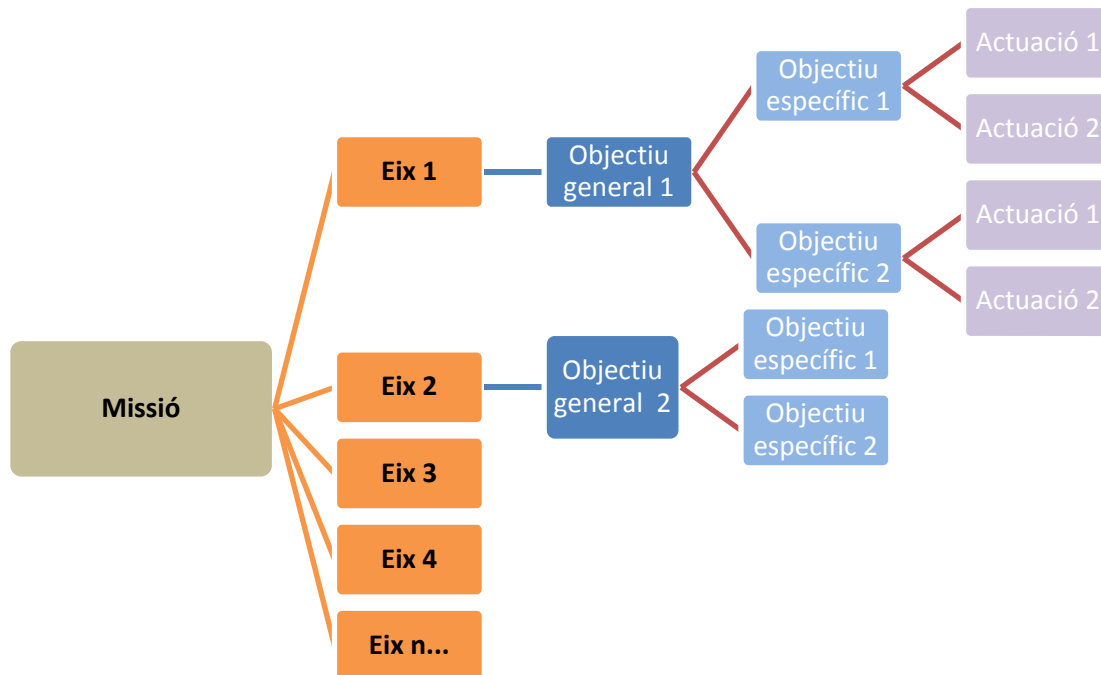 Missió
Eix 1
Objectiu
general 1
Objectiu
específic 1
Actuació 1
Actuació 2
Objectiu
específic 2
Actuació 1
Actuació 2
Eix 2
Objectiu
general 2
Objectiu
específic 1
Objectiu
específic 2
Eix 3
Eix 4
Eix n...